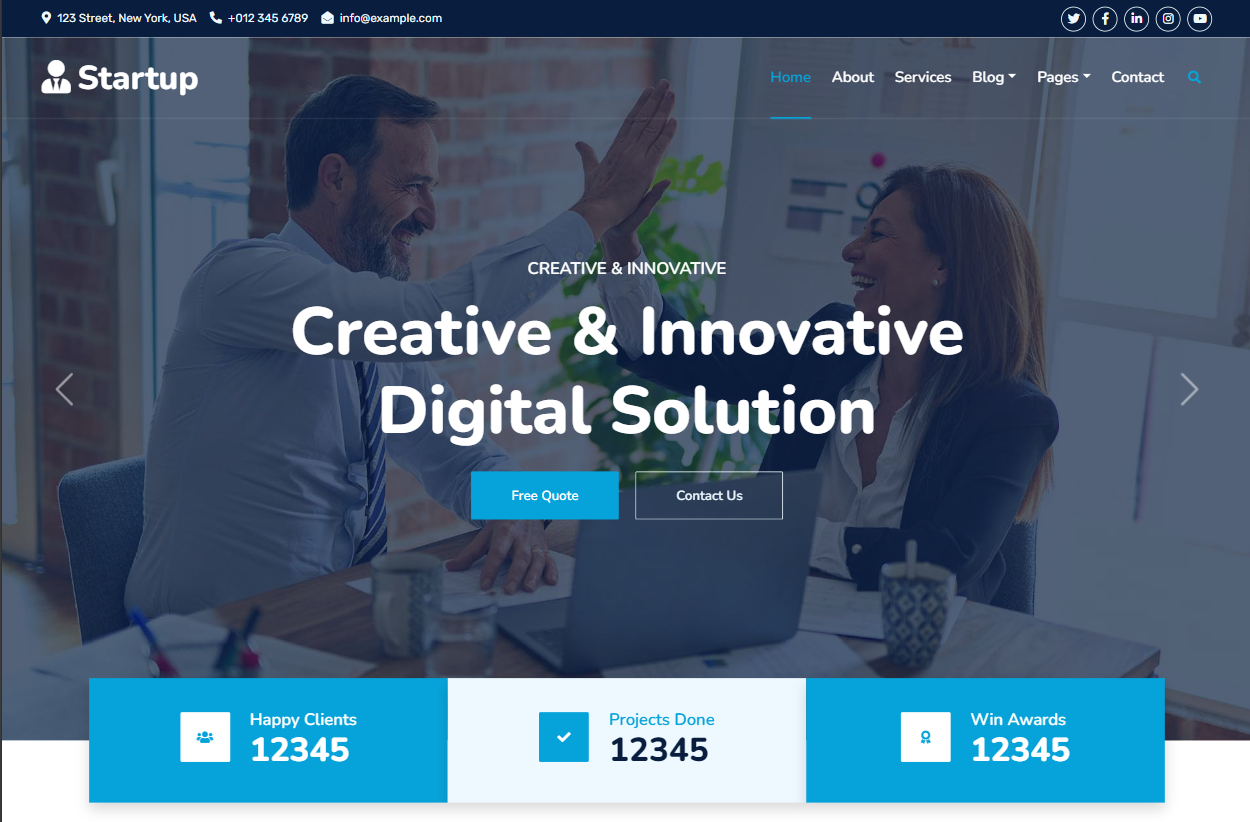 123 Street, New York, USA +012 345 6789 info@example.com
Startup
Home About Services Blog Pages Contact
CREATIVE & INNOVATIVE
Creative & Innovative
Digital Solution
Free Quote Contact Us
Happy Clients
12345
Projects Done
12345
Win Awards
12345